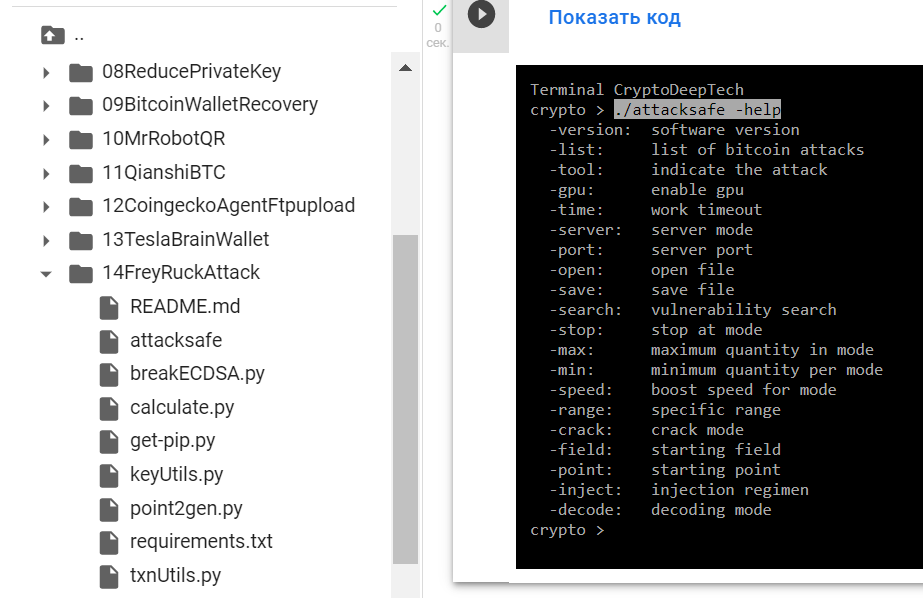 ..
08ReducePrivateKey
09BitcoinWalletRecovery
10MrRobotQR
11QianshiBTC
12CoingeckoAgentFtpupload
13TeslaBrainWallet
14FreyRuckAttack
README.md
attacksafe
breakECDSA.py
calculate.py
get-pip.py
keyUtils.py
point2gen.py
requirements.txt
txnUtils.py
0
сек.
Показать код
Terminal CryptoDeepTech
crypto > ./attacksafe -help
-version: software version
-list: list of bitcoin attacks
-tool: indicate the attack
-gpu: enable gpu
-time: work timeout
-server: server mode
-port: server port
-open: open file
-save: save file
-search: vulnerability search
-stop: stop at mode
-max: maximum quantity in mode
-min: minimum quantity per mode
-speed: boost speed for mode
-range: specific range
-crack: crack mode
-field: starting field
-point: starting point
-inject: injection regimen
-decode: decoding mode
crypto >